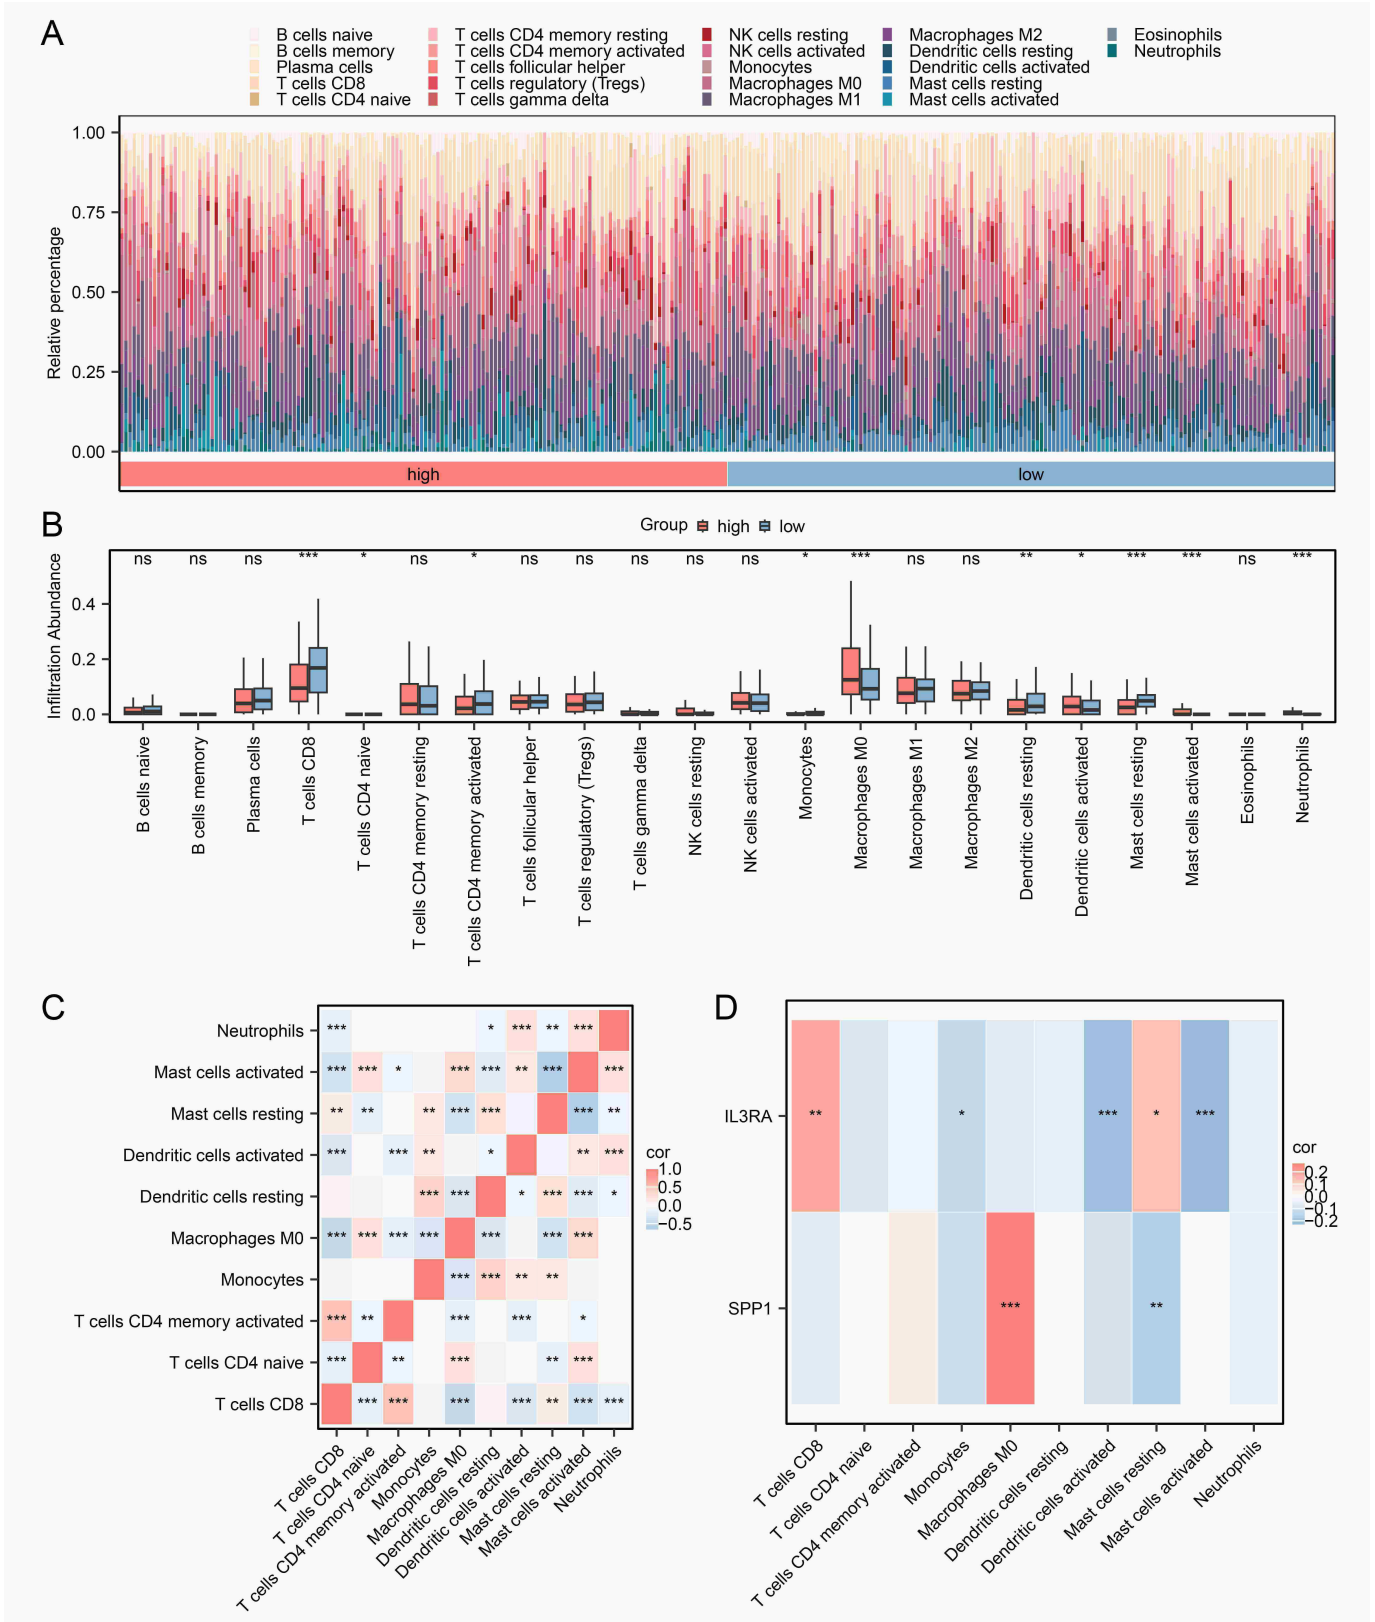 A
B cells naive
B cells memory
Plasma cells
T cells CD8
T cells CD4 naive
T cells CD4 memory resting
T cells CD4 memory activated
T cells follicular helper
T cells regulatory (Tregs)
T cells gamma delta
NK cells resting
NK cells activated
Monocytes
Macrophages M0
Macrophages M1
Macrophages M2
Dendritic cells resting
Dendritic cells activated
Mast cells resting
Mast cells activated
Eosinophils
Neutrophils
Relative percentage
1.00
0.75
0.50
0.25
0.00
high low
B
Group high low
Infiltration Abundance
0.4
0.2
0.0
ns ns ns *** * ns * ns ns ns ns ns * *** ns ns ** * *** *** ns ***
B cells naive
B cells memory
Plasma cells
T cells CD8
T cells CD4 naive
T cells CD4 memory resting
T cells CD4 memory activated
T cells follicular helper
T cells regulatory (Tregs)
T cells gamma delta
NK cells resting
NK cells activated
Monocytes
Macrophages M0
Macrophages M1
Macrophages M2
Dendritic cells resting
Dendritic cells activated
Mast cells resting
Mast cells activated
Eosinophils
Neutrophils
C
Neutrophils *** * *** ** ***
Mast cells activated *** *** * *** *** ** *** ***
Mast cells resting ** ** ** *** *** *** **
Dendritic cells activated *** *** ** * ** ***
Dendritic cells resting *** *** * *** *** *
Macrophages M0 *** *** *** *** *** *** ***
Monocytes *** *** ** **
T cells CD4 memory activated *** ** *** *** *
T cells CD4 naive *** ** *** ** ***
T cells CD8 *** *** *** *** ** *** ***
T cells CD8
T cells CD4 naive
T cells CD4 memory activated
Monocytes
Macrophages M0
Dendritic cells resting
Dendritic cells activated
Mast cells resting
Mast cells activated
Neutrophils
cor
1.0
0.5
0.0
−0.5
D
IL3RA ** * *** * ***
SPP1 *** **
T cells CD8
T cells CD4 naive
T cells CD4 memory activated
Monocytes
Macrophages M0
Dendritic cells resting
Dendritic cells activated
Mast cells resting
Mast cells activated
Neutrophils
cor
0.2
0.1
0.0
−0.1
−0.2